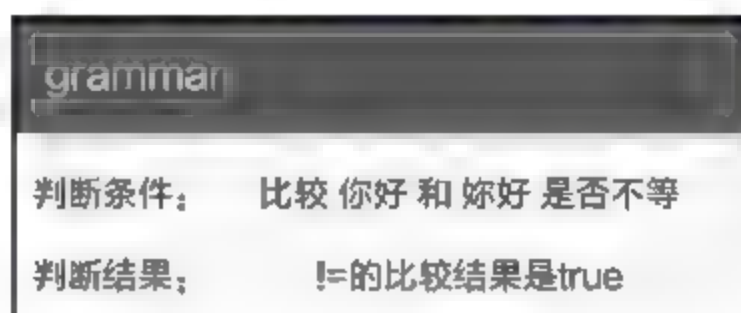 grammar
判断条件： 比较 你好 和 妳好 是否不等
判断结果： !=的比较结果是true